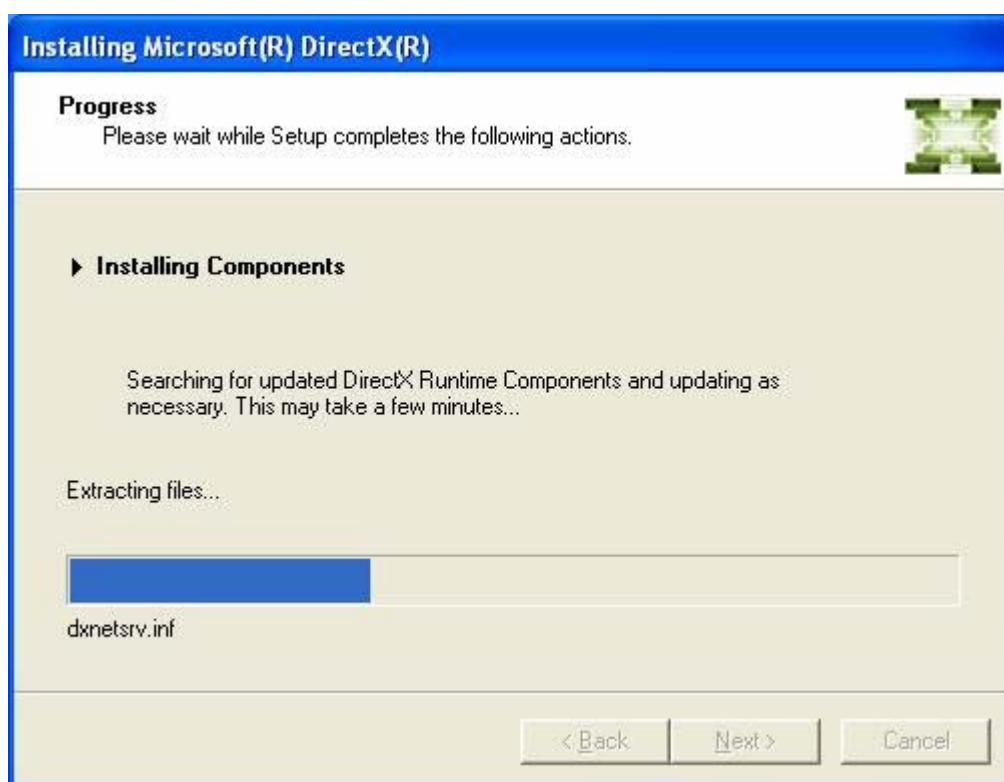 Installing Microsoft(R) DirectX(R)
Progress
Please wait while Setup completes the following actions.
Installing Components
Searching for updated DirectX Runtime Components and updating as
necessary. This may take a few minutes...
Extracting files...
dxnetsrv.inf
< Back
Next >
Cancel